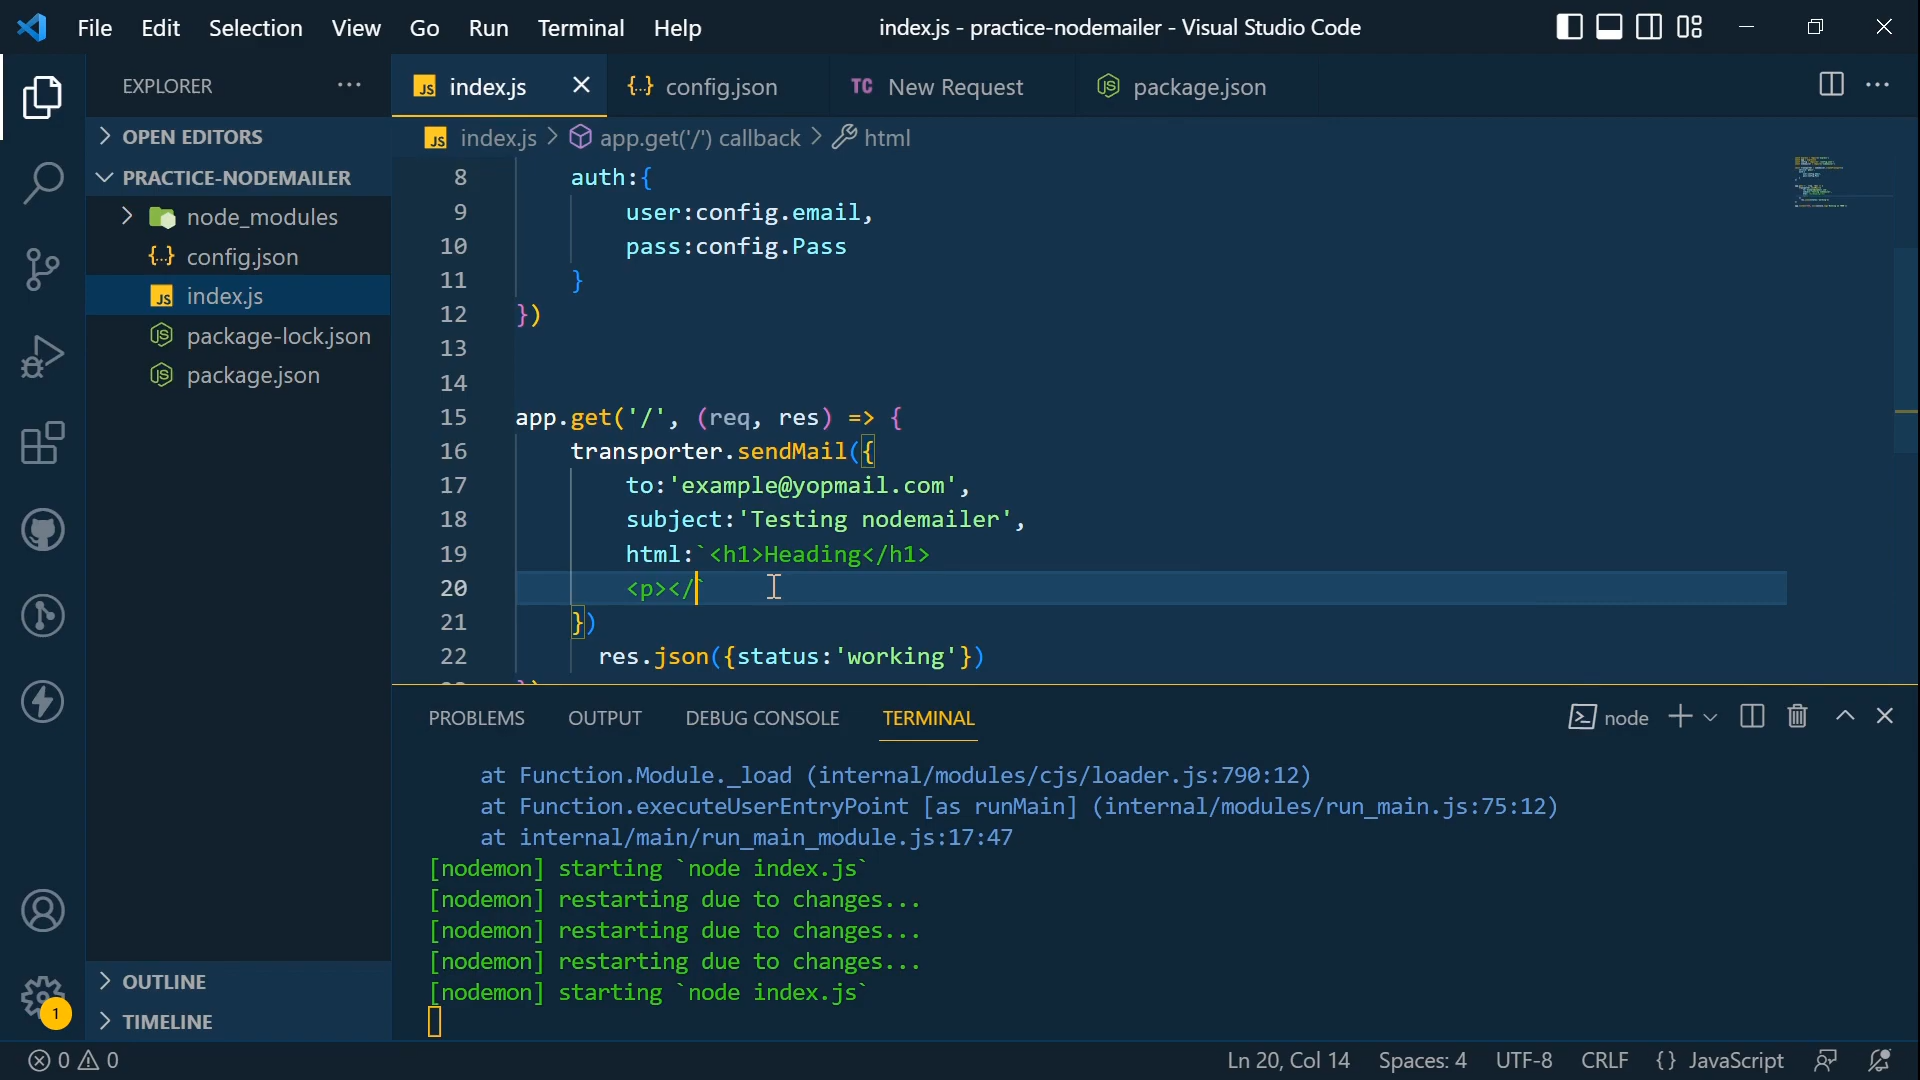 File Edit Selection View Go Run Terminal Help index.js - practice-nodemailer - Visual Studio Code
EXPLORER ...
index.js config.json TC New Request package.json
OPEN EDITORS
index.js > app.get('/') callback > html
PRACTICE-NODEMAILER
node_modules
config.json
index.js
package-lock.json
package.json
8 auth:{
9 user:config.email,
10 pass:config.Pass
11 }
12 })
13
14
15 app.get('/', (req, res) => {
16 transporter.sendMail({
17 to:'example@yopmail.com',
18 subject:'Testing nodemailer',
19 html:`<h1>Heading</h1>
20 <p></`
21 })
22 res.json({status:'working'})
PROBLEMS OUTPUT DEBUG CONSOLE TERMINAL node
at Function.Module._load (internal/modules/cjs/loader.js:790:12)
at Function.executeUserEntryPoint [as runMain] (internal/modules/run_main.js:75:12)
at internal/main/run_main_module.js:17:47
[nodemon] starting `node index.js`
[nodemon] restarting due to changes...
[nodemon] restarting due to changes...
[nodemon] restarting due to changes...
[nodemon] starting `node index.js`
OUTLINE
1
TIMELINE
0 0 Ln 20, Col 14 Spaces: 4 UTF-8 CRLF {} JavaScript